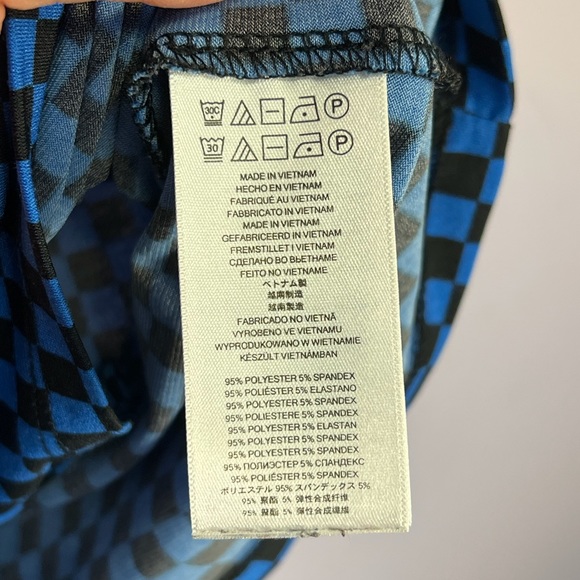 30C P
30 P
MADE IN VIETNAM
HECHO EN VIETNAM
FABRIQUÉ AU VIETNAM
FABBRICATO IN VIETNAM
MADE IN VIETNAM
GEFABRICEERD IN VIETNAM
FREMSTILLET I VIETNAM
СДЕЛАНО ВО ВЬЕТНАМЕ
FEITO NO VIETNAME
ベトナム製
越南制造
越南製造
FABRICADO NO VIETNÃ
VYROBENO VE VIETNAMU
WYPRODUKOWANO W WIETNAMIE
KÉSZÜLT VIETNÁMBAN
95% POLYESTER 5% SPANDEX
95% POLIÉSTER 5% ELASTANO
95% POLYESTER 5% SPANDEX
95% POLIESTERE 5% SPANDEX
95% POLYESTER 5% ELASTAN
95% POLYESTER 5% SPANDEX
95% POLYESTER 5% SPANDEX
95% ПОЛИЭСТЕР 5% СПАНДЕКС
95% POLIÉSTER 5% SPANDEX
ポリエステル 95% スパンデックス 5%
95% 聚酯 5% 弹性合成纤维
95% 聚酯 5% 彈性合成纖維